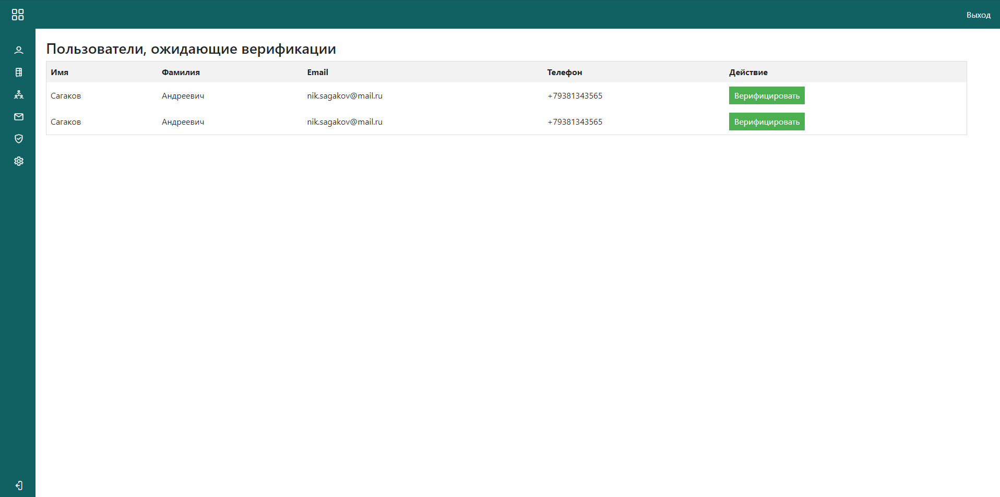 Выход
Пользователи, ожидающие верификации
Имя Фамилия Email Телефон Действие
Сагаков Андреевич nik.sagakov@mail.ru +79381343565 Верифицировать
Сагаков Андреевич nik.sagakov@mail.ru +79381343565 Верифицировать